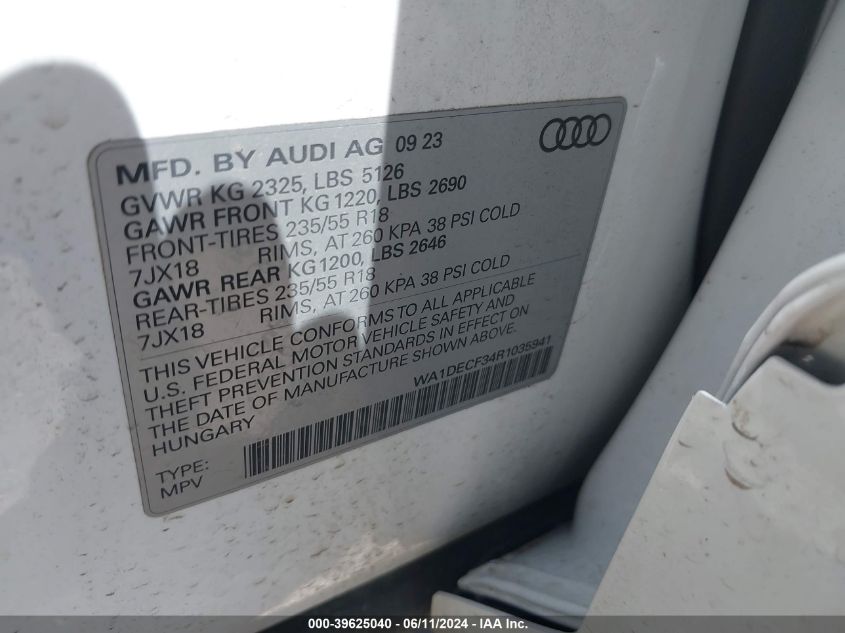 MFD. BY AUDI AG 09 23
GVWR KG 2325, LBS 5126
GAWR FRONT KG 1220, LBS 2690
FRONT-TIRES 235/55 R18
7JX18 RIMS, AT 260 KPA 38 PSI COLD
GAWR REAR KG1200, LBS 2646
REAR-TIRES 235/55 R18
7JX18 RIMS, AT 260 KPA 38 PSI COLD
THIS VEHICLE CONFORMS TO ALL APPLICABLE
U.S. FEDERAL MOTOR VEHICLE SAFETY AND
THEFT PREVENTION STANDARDS IN EFFECT ON
THE DATE OF MANUFACTURE SHOWN ABOVE.
HUNGARY
WA1DECF34R1035941
TYPE:
MPV
000-39625040 - 06/11/2024 - IAAI.com